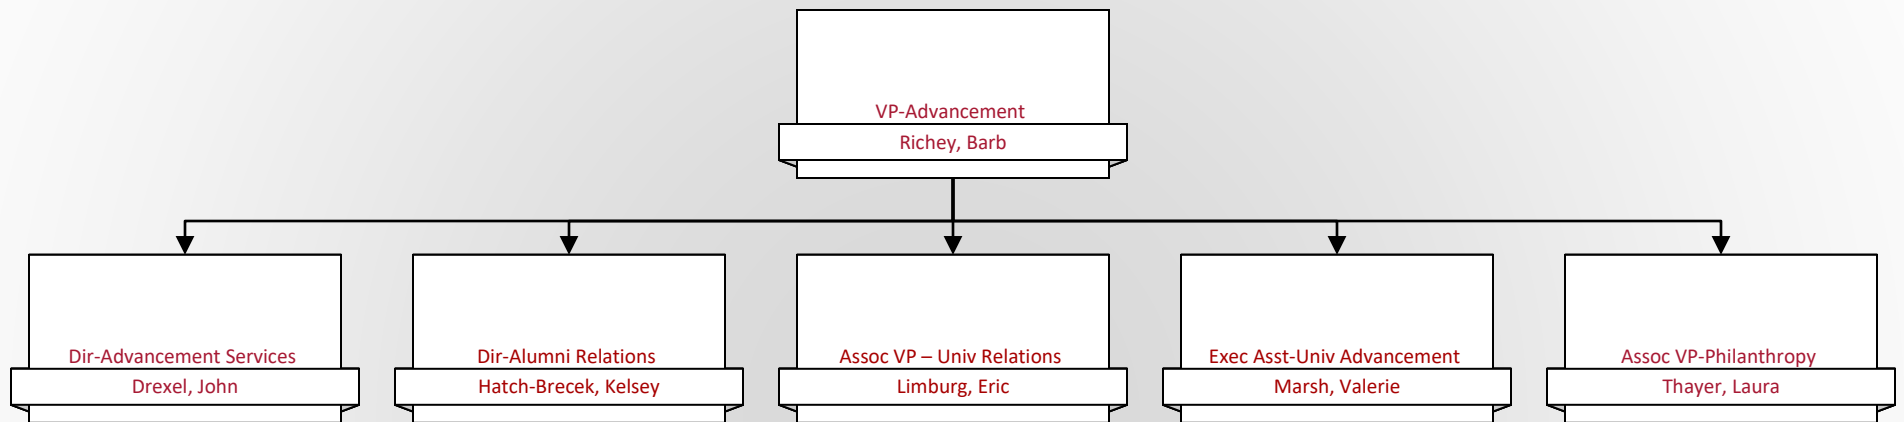 VP-Advancement
Richey, Barb
Dir-Advancement Services
Drexel, John
Dir-Alumni Relations
Hatch-Brecek, Kelsey
Assoc VP – Univ Relations
Limburg, Eric
Exec Asst-Univ Advancement
Marsh, Valerie
Assoc VP-Philanthropy
Thayer, Laura